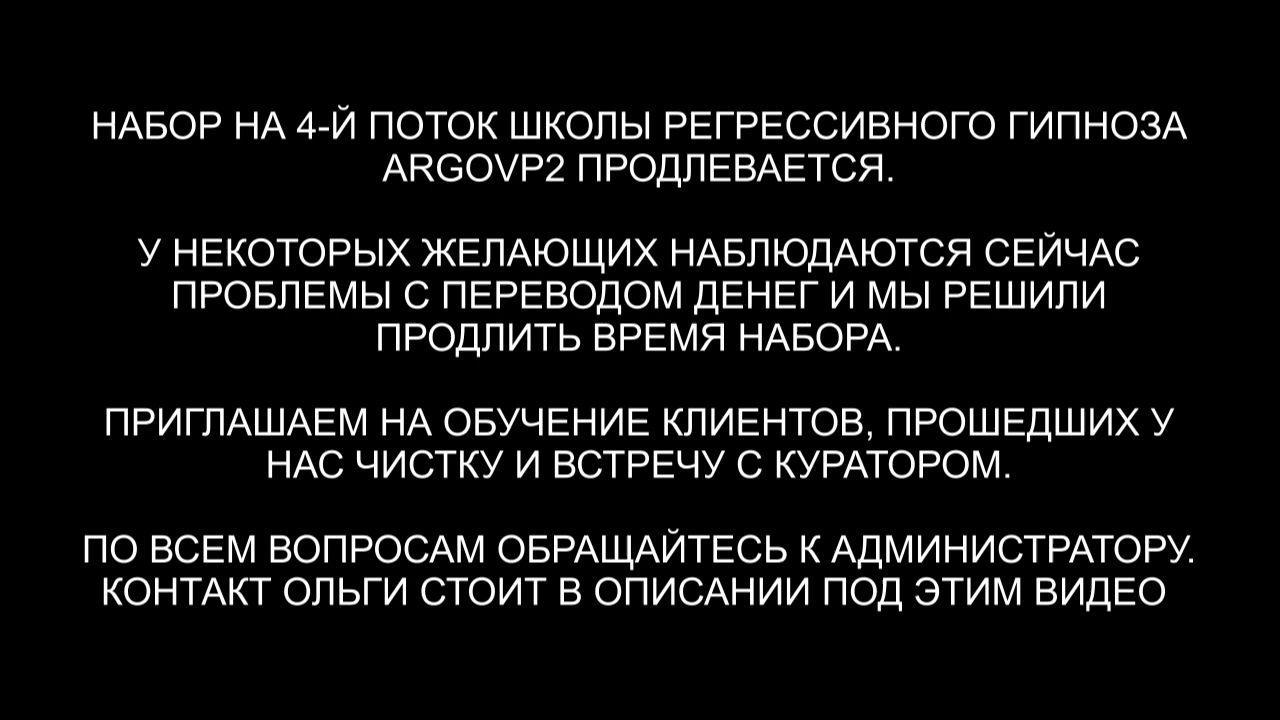 НАБОР НА 4-Й ПОТОК ШКОЛЫ РЕГРЕССИВНОГО ГИПНОЗА
ARGOVP2 ПРОДЛЕВАЕТСЯ.
У НЕКОТОРЫХ ЖЕЛАЮЩИХ НАБЛЮДАЮТСЯ СЕЙЧАС
ПРОБЛЕМЫ С ПЕРЕВОДОМ ДЕНЕГ И МЫ РЕШИЛИ
ПРОДЛИТЬ ВРЕМЯ НАБОРА.
ПРИГЛАШАЕМ НА ОБУЧЕНИЕ КЛИЕНТОВ, ПРОШЕДШИХ У
НАС ЧИСТКУ И ВСТРЕЧУ С КУРАТОРОМ.
ПО ВСЕМ ВОПРОСАМ ОБРАЩАЙТЕСЬ К АДМИНИСТРАТОРУ.
КОНТАКТ ОЛЬГИ СТОИТ В ОПИСАНИИ ПОД ЭТИМ ВИДЕО